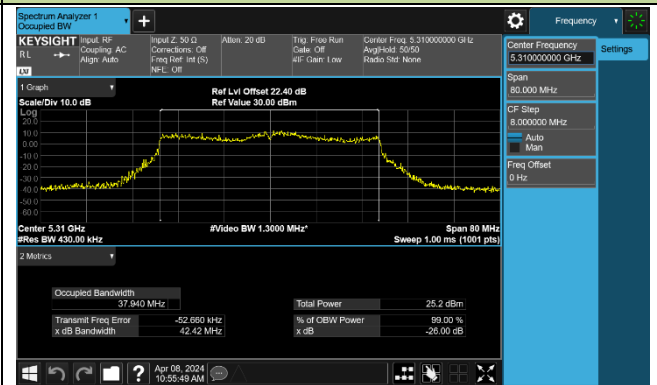 Spectrum Analyzer 1
Occupied BW
Frequency
KEYSIGHT
Input: RF
Coupling: AC
Align: Auto
Input Z: 50 Ω
Corrections: Off
Freq Ref: Int (S)
NFE: Off
Atten: 20 dB
Trig: Free Run
Gate: Off
#IF Gain: Low
Center Freq: 5.310000000 GHz
Avg|Hold: 50/50
Radio Std: None
RL
LXI
Center Frequency
5.310000000 GHz
Settings
Span
80.000 MHz
CF Step
8.000000 MHz
Auto
Man
Freq Offset
0 Hz
1 Graph
Scale/Div 10.0 dB
Ref Lvl Offset 22.40 dB
Ref Value 30.00 dBm
Log
20.0
10.0
0.00
-10.0
-20.0
-30.0
-40.0
-50.0
-60.0
Center 5.31 GHz
#Res BW 430.00 kHz
#Video BW 1.3000 MHz*
Span 80 MHz
Sweep 1.00 ms (1001 pts)
2 Metrics
Occupied Bandwidth
37.940 MHz
Total Power 25.2 dBm
Transmit Freq Error -52.660 kHz
% of OBW Power 99.00 %
x dB Bandwidth 42.42 MHz
x dB -26.00 dB
Apr 08, 2024
10:55:49 AM